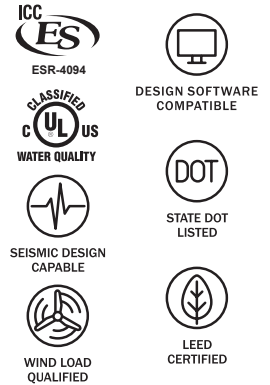 ICC
ES
ESR-4094
CLASSIFIED
C UL® US
WATER QUALITY
SEISMIC DESIGN
CAPABLE
WIND LOAD
QUALIFIED
DESIGN SOFTWARE
COMPATIBLE
DOT
STATE DOT
LISTED
LEED
CERTIFIED